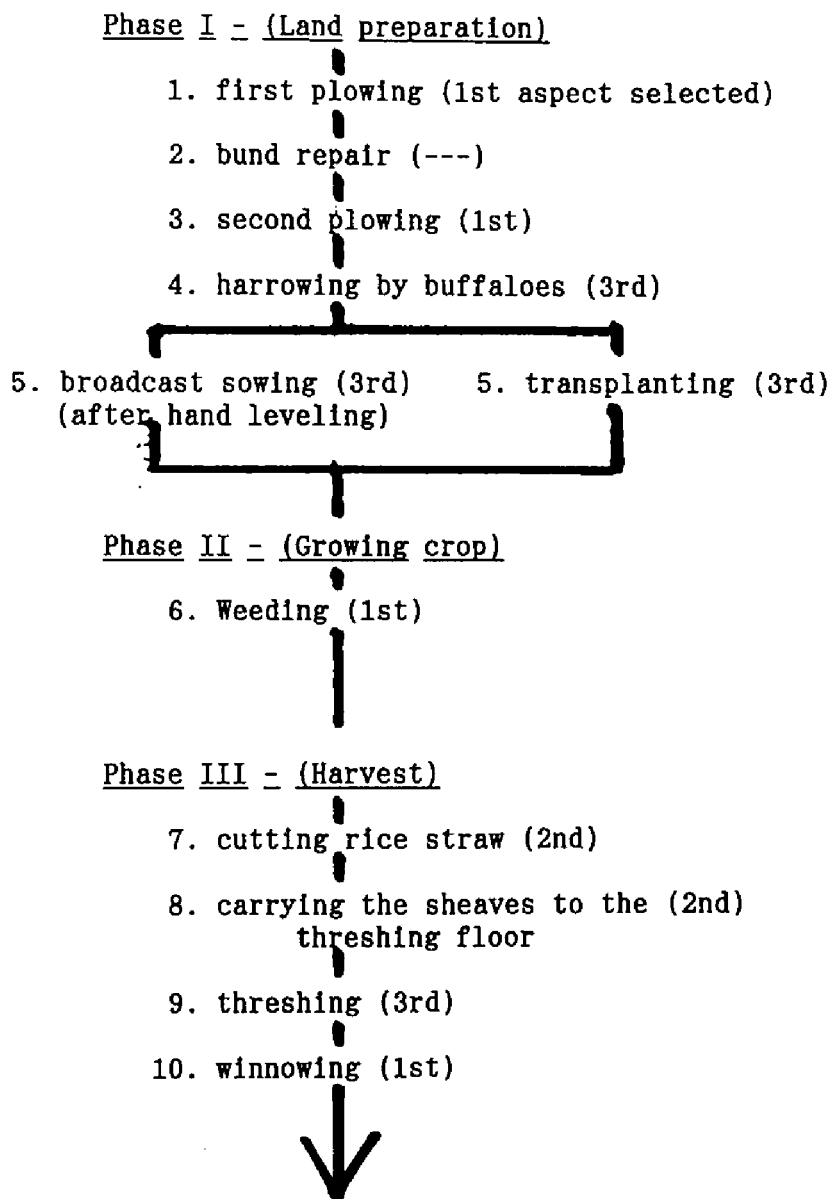 Phase I - (Land preparation)
1. first plowing (1st aspect selected)
2. bund repair (---)
3. second plowing (1st)
4. harrowing by buffaloes (3rd)
5. broadcast sowing (3rd)
(after hand leveling)
5. transplanting (3rd)
Phase II - (Growing crop)
6. Weeding (1st)
Phase III - (Harvest)
7. cutting rice straw (2nd)
8. carrying the sheaves to the (2nd)
threshing floor
9. threshing (3rd)
10. winnowing (1st)